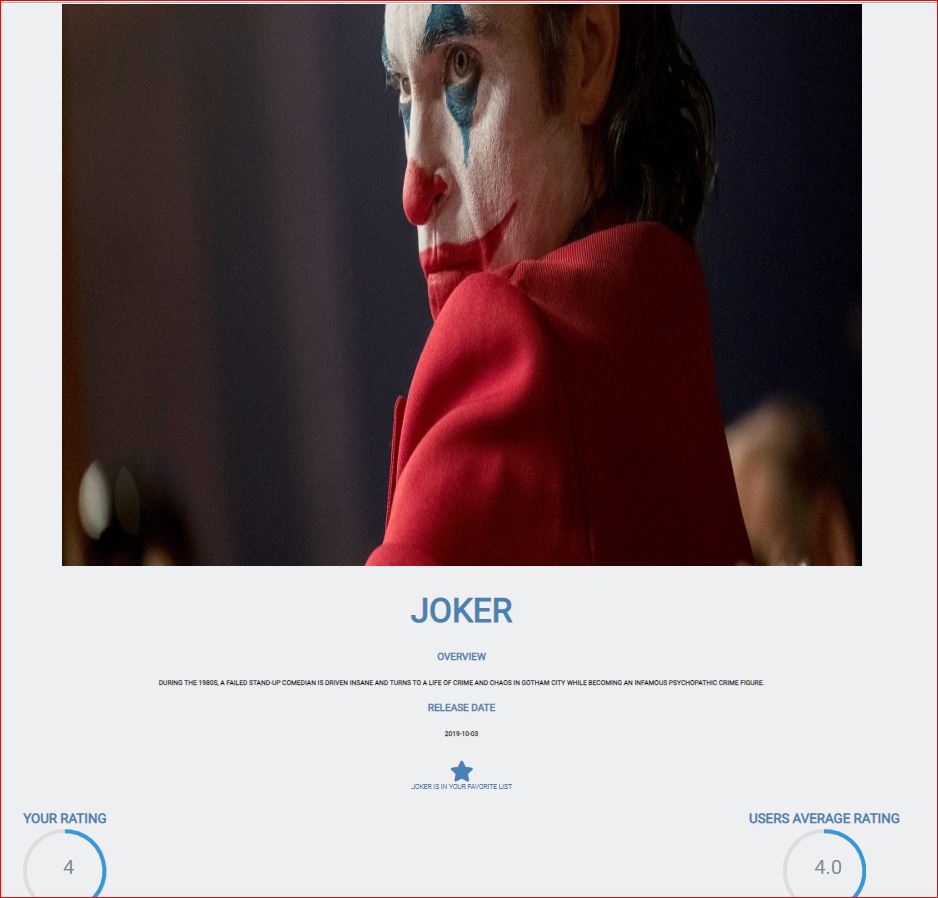 JOKER
OVERVIEW
DURING THE 1980S, A FAILED STAND-UP COMEDIAN IS DRIVEN INSANE AND TURNS TO A LIFE OF CRIME AND CHAOS IN GOTHAM CITY WHILE BECOMING AN INFAMOUS PSYCHOPATHIC CRIME FIGURE.
RELEASE DATE
2019-10-03
JOKER IS IN YOUR FAVORITE LIST
YOUR RATING
4
USERS AVERAGE RATING
4.0